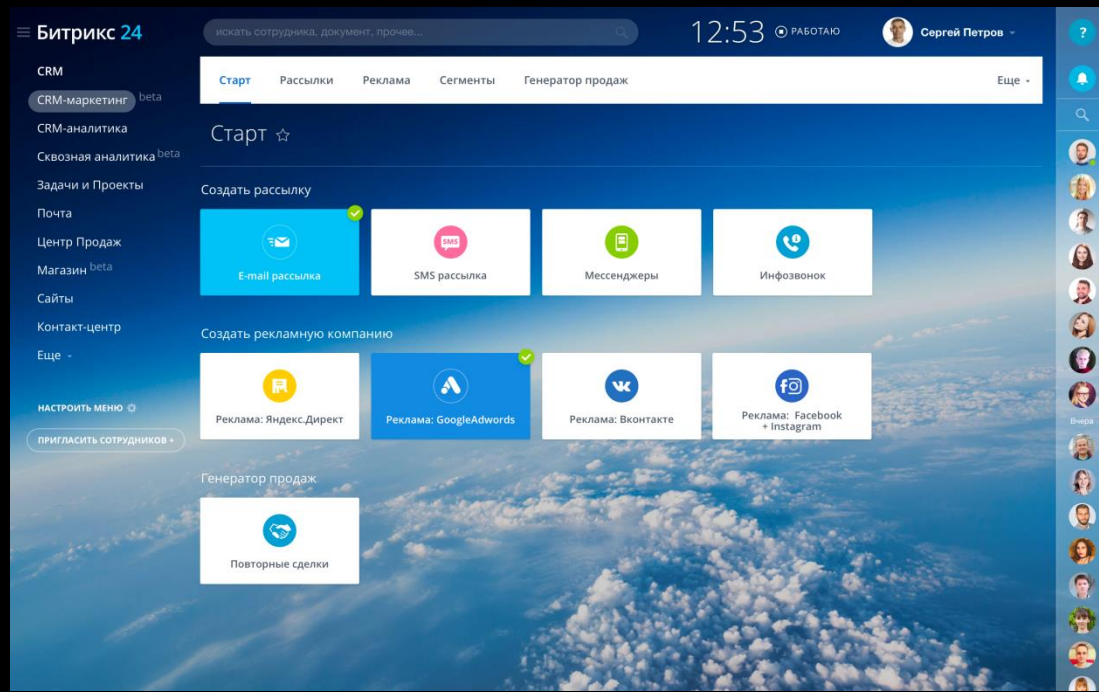 Битрикс 24
искать сотрудника, документ, прочее...
12:53 РАБОТАЮ
Сергей Петров
?
CRM
CRM-маркетинг beta
CRM-аналитика
Сквозная аналитика beta
Задачи и Проекты
Почта
Центр Продаж
Магазин beta
Сайты
Контакт-центр
Еще
НАСТРОИТЬ МЕНЮ
ПРИГЛАСИТЬ СОТРУДНИКОВ +
Старт Рассылки Реклама Сегменты Генератор продаж Еще
Старт
Создать рассылку
E-mail рассылка
SMS
SMS рассылка
Мессенджеры
Инфозвонок
Создать рекламную компанию
Реклама: Яндекс.Директ
Реклама: GoogleAdwords
Реклама: Вконтакте
Реклама: Facebook
+ Instagram
Генератор продаж
Повторные сделки
Вчера